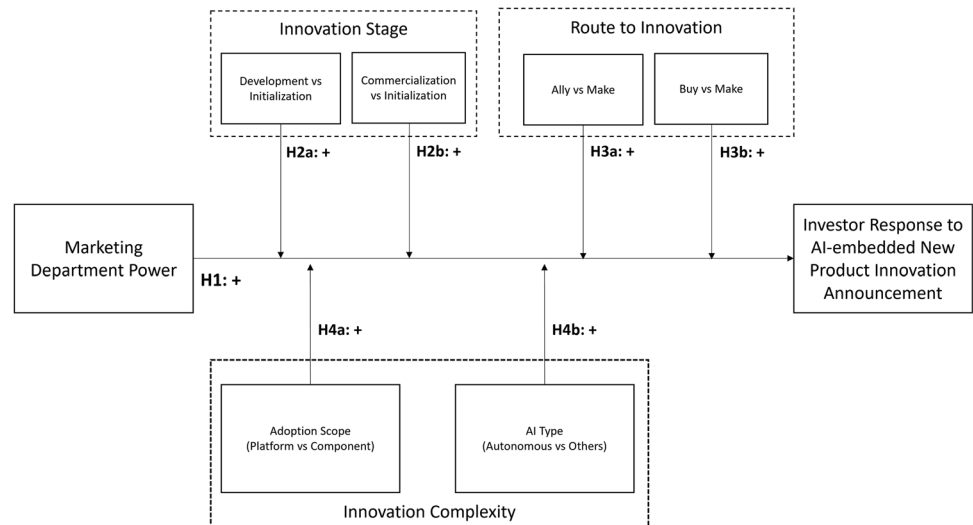 Innovation Stage
Development vs
Initialization
Commercialization
vs Initialization
Route to Innovation
Ally vs Make
Buy vs Make
H2a: +
H2b: +
H3a: +
H3b: +
Marketing
Department Power
H1: +
Investor Response to
AI-embedded New
Product Innovation
Announcement
H4a: +
H4b: +
Adoption Scope
(Platform vs Component)
AI Type
(Autonomous vs Others)
Innovation Complexity